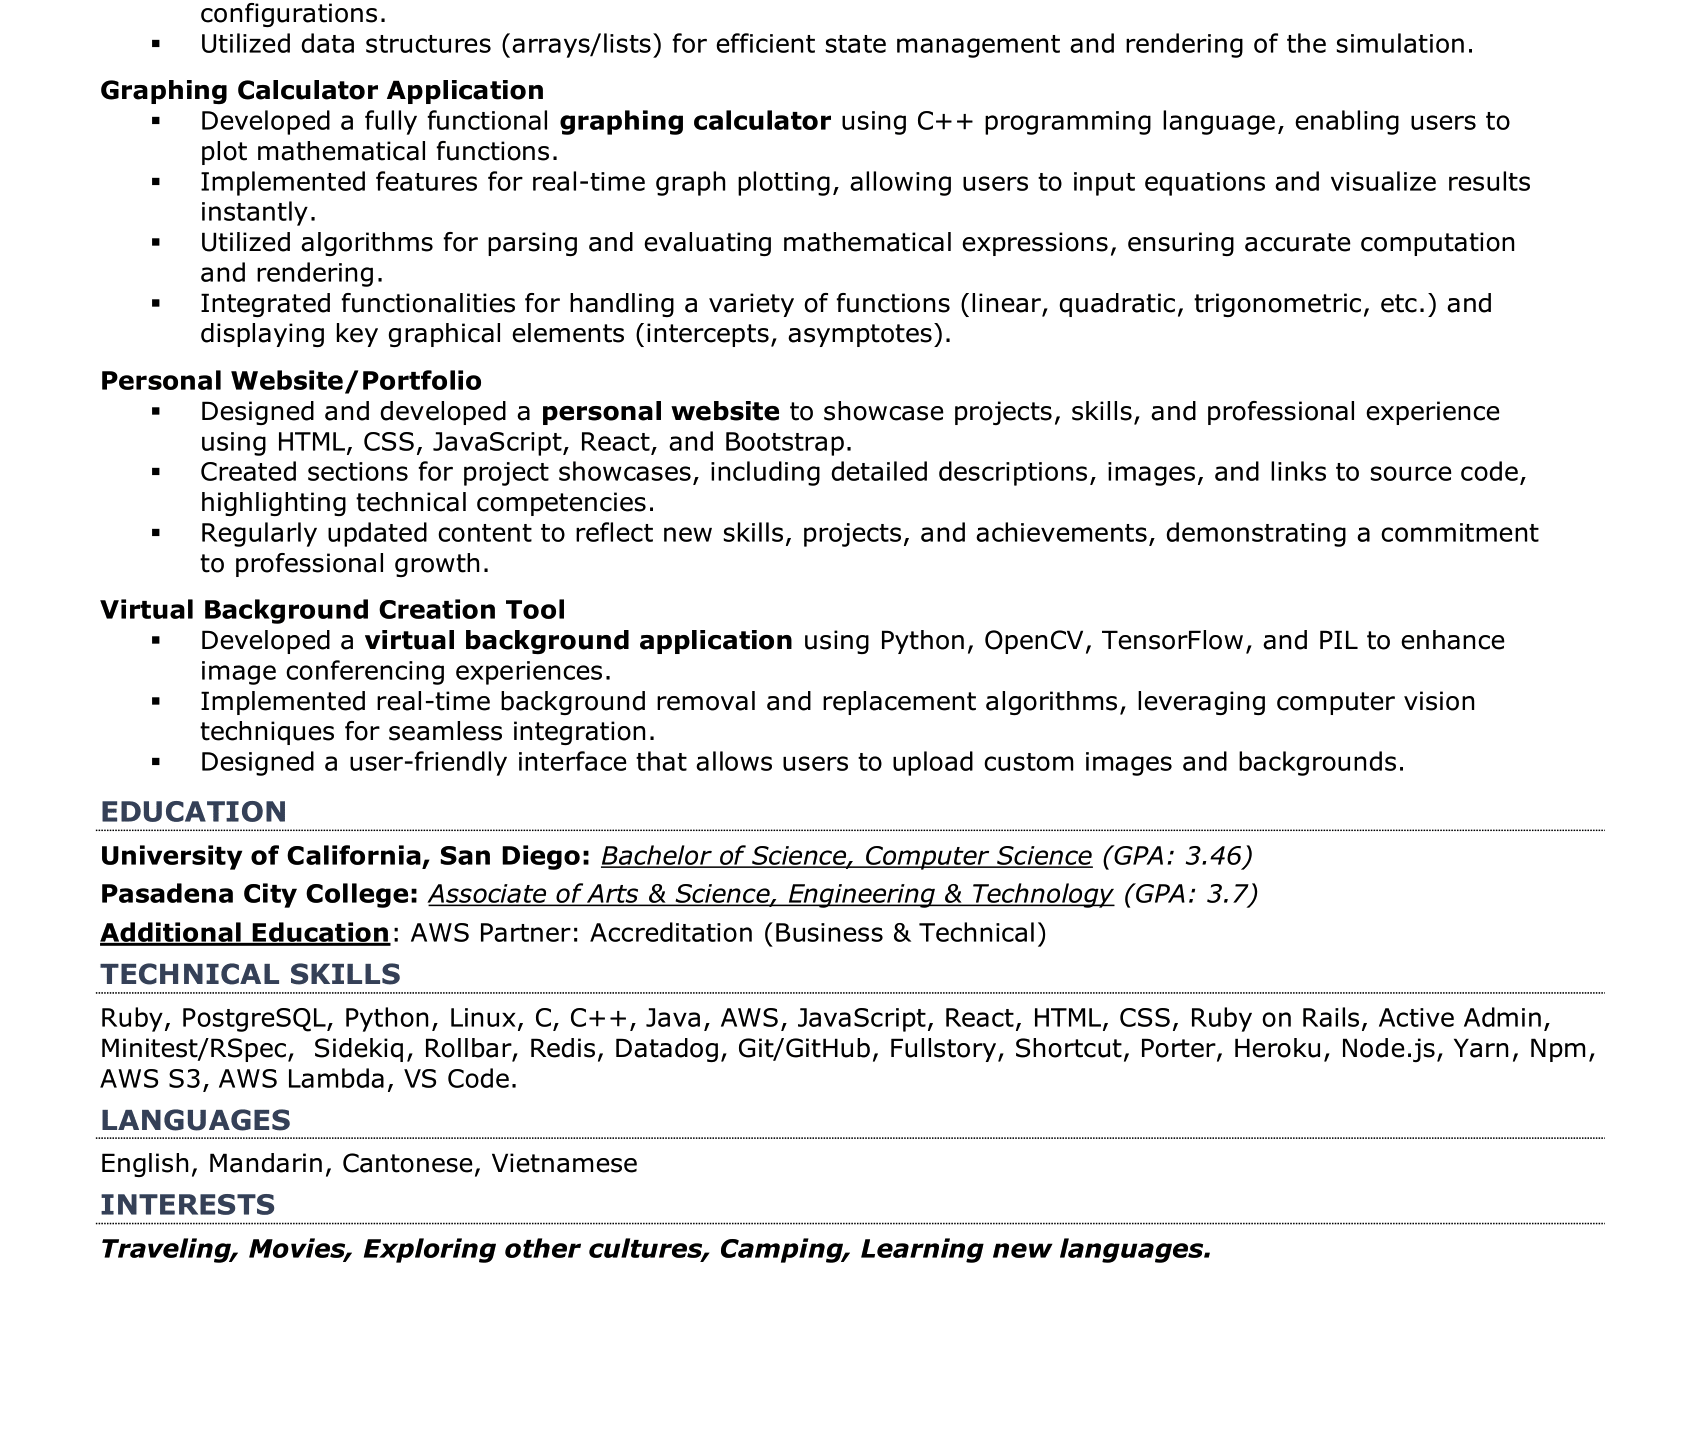 configurations.
▪ Utilized data structures (arrays/lists) for efficient state management and rendering of the simulation.
Graphing Calculator Application
▪ Developed a fully functional graphing calculator using C++ programming language, enabling users to
plot mathematical functions.
▪ Implemented features for real-time graph plotting, allowing users to input equations and visualize results
instantly.
▪ Utilized algorithms for parsing and evaluating mathematical expressions, ensuring accurate computation
and rendering.
▪ Integrated functionalities for handling a variety of functions (linear, quadratic, trigonometric, etc.) and
displaying key graphical elements (intercepts, asymptotes).
Personal Website/Portfolio
▪ Designed and developed a personal website to showcase projects, skills, and professional experience
using HTML, CSS, JavaScript, React, and Bootstrap.
▪ Created sections for project showcases, including detailed descriptions, images, and links to source code,
highlighting technical competencies.
▪ Regularly updated content to reflect new skills, projects, and achievements, demonstrating a commitment
to professional growth.
Virtual Background Creation Tool
▪ Developed a virtual background application using Python, OpenCV, TensorFlow, and PIL to enhance
image conferencing experiences.
▪ Implemented real-time background removal and replacement algorithms, leveraging computer vision
techniques for seamless integration.
▪ Designed a user-friendly interface that allows users to upload custom images and backgrounds.
EDUCATION
University of California, San Diego: Bachelor of Science, Computer Science (GPA: 3.46)
Pasadena City College: Associate of Arts & Science, Engineering & Technology (GPA: 3.7)
Additional Education: AWS Partner: Accreditation (Business & Technical)
TECHNICAL SKILLS
Ruby, PostgreSQL, Python, Linux, C, C++, Java, AWS, JavaScript, React, HTML, CSS, Ruby on Rails, Active Admin,
Minitest/RSpec,  Sidekiq, Rollbar, Redis, Datadog, Git/GitHub, Fullstory, Shortcut, Porter, Heroku, Node.js, Yarn, Npm,
AWS S3, AWS Lambda, VS Code.
LANGUAGES
English, Mandarin, Cantonese, Vietnamese
INTERESTS
Traveling, Movies, Exploring other cultures, Camping, Learning new languages.